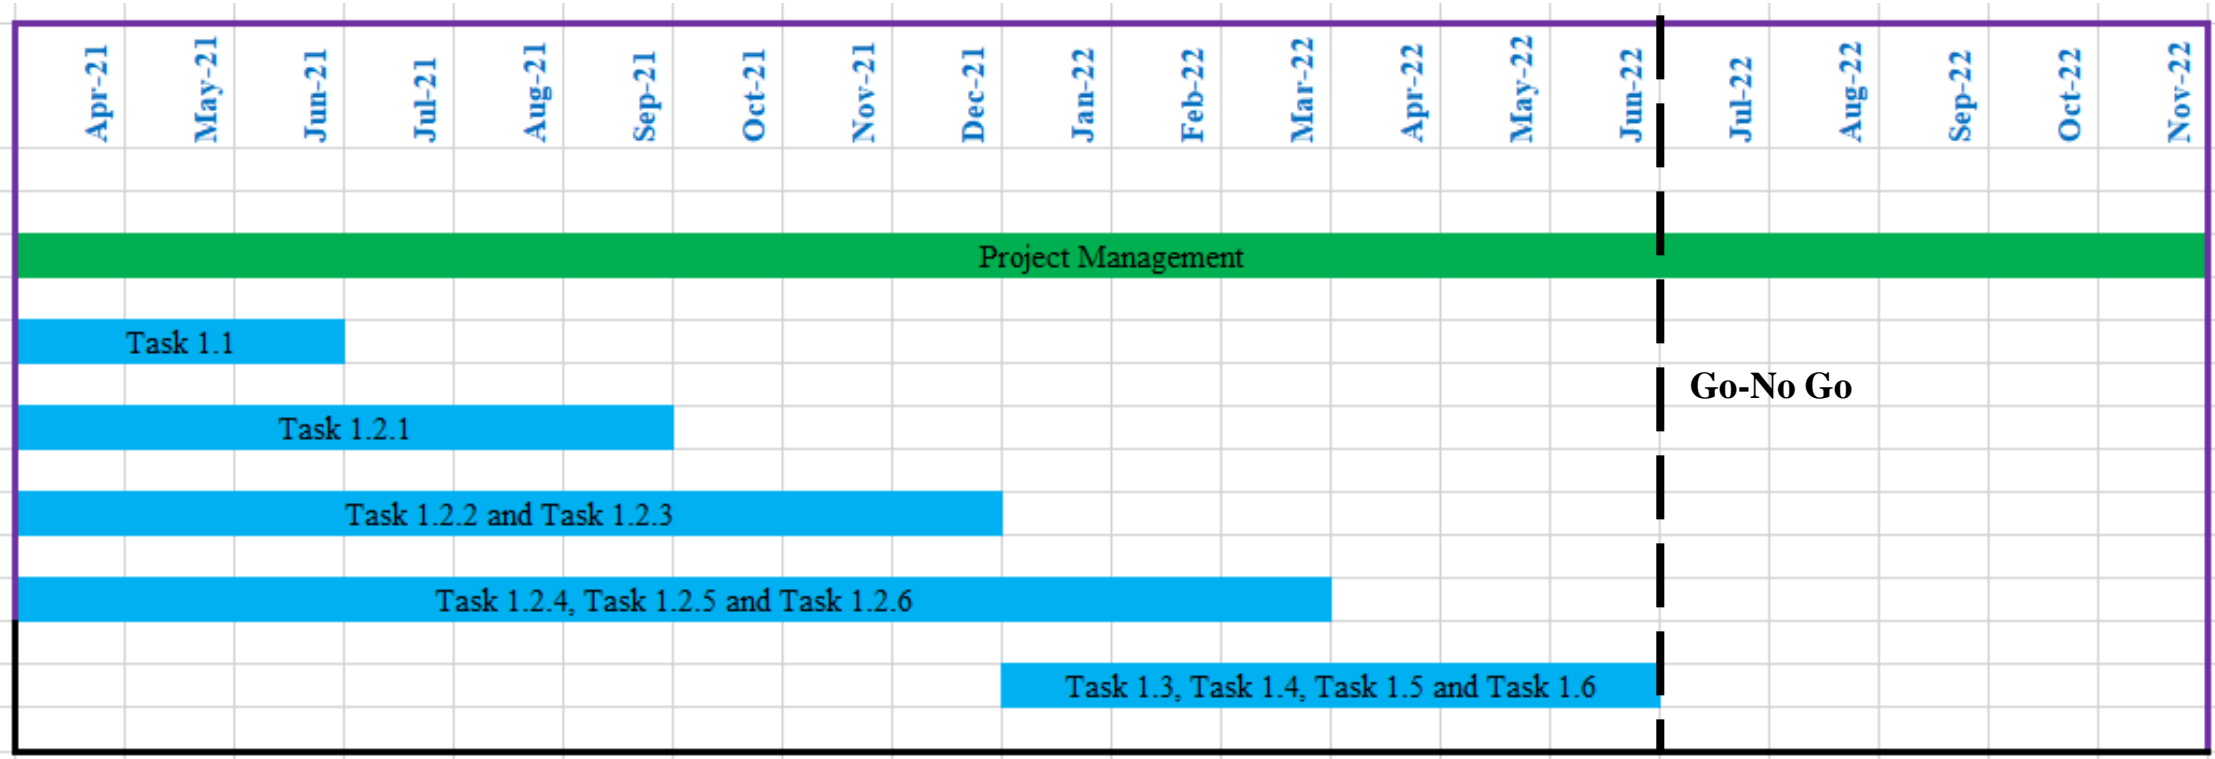 Apr-21 May-21 Jun-21 Jul-21 Aug-21 Sep-21 Oct-21 Nov-21 Dec-21 Jan-22 Feb-22 Mar-22 Apr-22 May-22 Jun-22 Jul-22 Aug-22 Sep-22 Oct-22 Nov-22
Project Management
Task 1.1
Go-No Go
Task 1.2.1
Task 1.2.2 and Task 1.2.3
Task 1.2.4, Task 1.2.5 and Task 1.2.6
Task 1.3, Task 1.4, Task 1.5 and Task 1.6